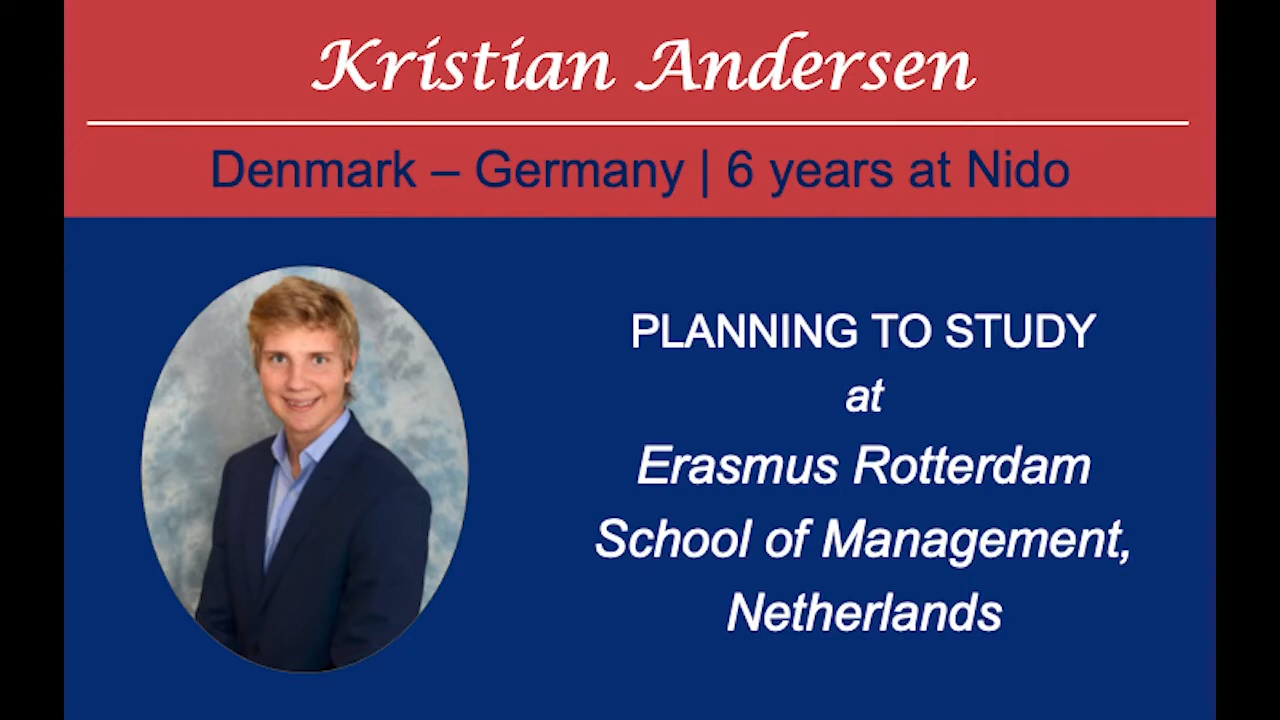 Kristian Andersen
Denmark – Germany | 6 years at Nido
PLANNING TO STUDY
at
Erasmus Rotterdam
School of Management,
Netherlands